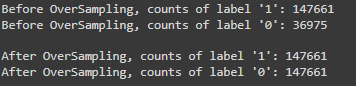 Before OverSampling, counts of label '1': 147661
Before OverSampling, counts of label '0': 36975
After OverSampling, counts of label '1': 147661
After OverSampling, counts of label '0': 147661